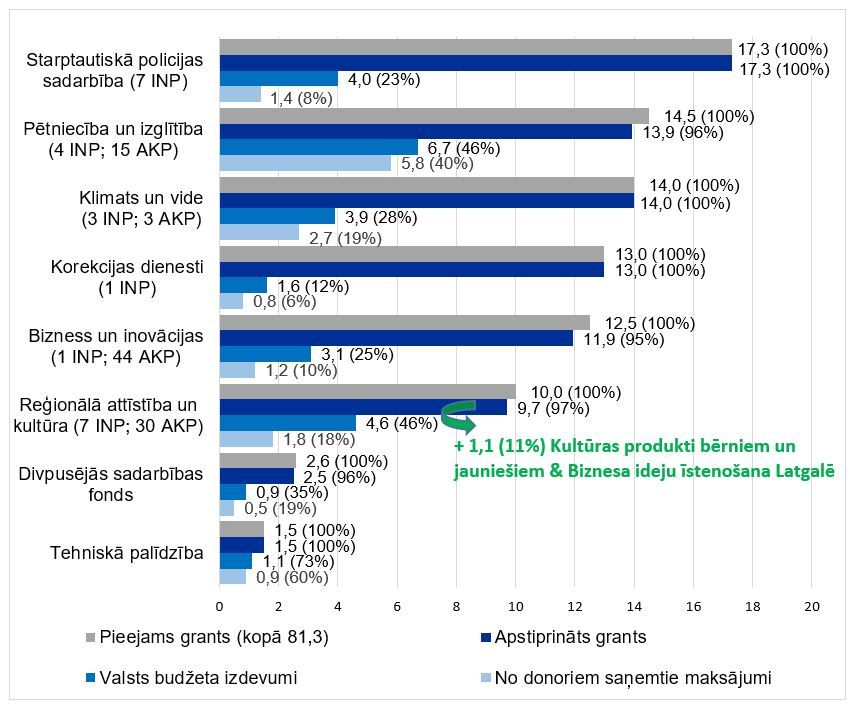 Starptautiskā policijas
sadarbība (7 INP)
17,3 (100%)
17,3 (100%)
4,0 (23%)
1,4 (8%)
Pētniecība un izglītība
(4 INP; 15 AKP)
14,5 (100%)
13,9 (96%)
6,7 (46%)
5,8 (40%)
Klimats un vide
(3 INP; 3 AKP)
14,0 (100%)
14,0 (100%)
3,9 (28%)
2,7 (19%)
Korekcijas dienesti
(1 INP)
13,0 (100%)
13,0 (100%)
1,6 (12%)
0,8 (6%)
Bizness un inovācijas
(1 INP; 44 AKP)
12,5 (100%)
11,9 (95%)
3,1 (25%)
1,2 (10%)
Reģionālā attīstība un
kultūra (7 INP; 30 AKP)
10,0 (100%)
9,7 (97%)
4,6 (46%)
1,8 (18%)
+ 1,1 (11%) Kultūras produkti bērniem un
jauniešiem & Biznesa ideju īstenošana Latgalē
Divpusējās sadarbības
fonds
2,6 (100%)
2,5 (96%)
0,9 (35%)
0,5 (19%)
Tehniskā palīdzība
1,5 (100%)
1,5 (100%)
1,1 (73%)
0,9 (60%)
0 2 4 6 8 10 12 14 16 18 20
Pieejams grants (kopā 81,3)
Apstiprināts grants
Valsts budžeta izdevumi
No donoriem saņemtie maksājumi